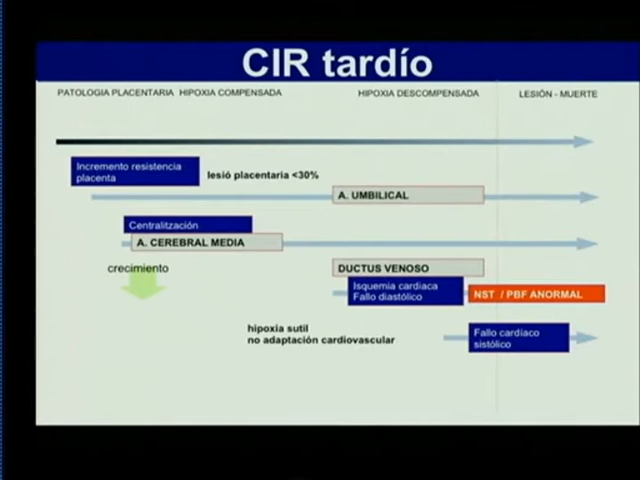 CIR tardío
PATOLOGIA PLACENTARIA HIPOXIA COMPENSADA HIPOXIA DESCOMPENSADA LESIÓN - MUERTE
Incremento resistencia
placenta
lesió placentaria <30%
A. UMBILICAL
Centralització
A. CEREBRAL MEDIA
crecimiento
DUCTUS VENOSO
Isquemia cardiaca
Fallo diastólico
NST / PBF ANORMAL
hipoxia sutil
no adaptación cardiovascular
Fallo cardíaco
sistólico